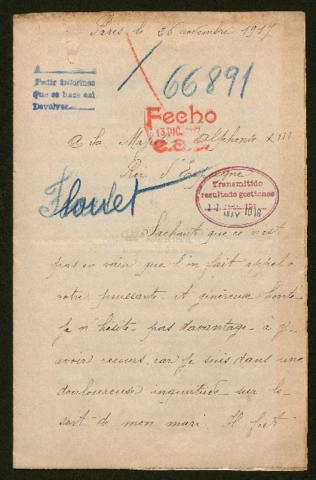 Paris le 26 novembre 1917
A
Pedir informes
Que se hace así
Devolver
66891
Fecho
13 DIC.
A Sa Majesté Alphonse XIII
Roi d'Espagne
Transmitido
resultado gestiones
1918
Floulet
Sachant que ce n'est
pas en vain que l'on fait appel à
votre puissante et généreuse bonté
je n'hésite pas davantage à y
avoir recours car je suis dans une
douloureuse inquiétude sur le
sort de mon mari. Il fut